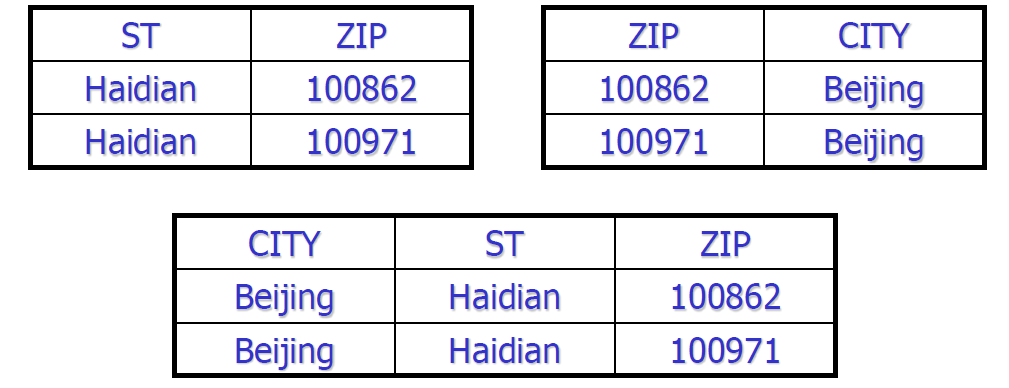 ST ZIP ZIP CITY
Haidian 100862 100862 Beijing
Haidian 100971 100971 Beijing
CITY ST ZIP
Beijing Haidian 100862
Beijing Haidian 100971